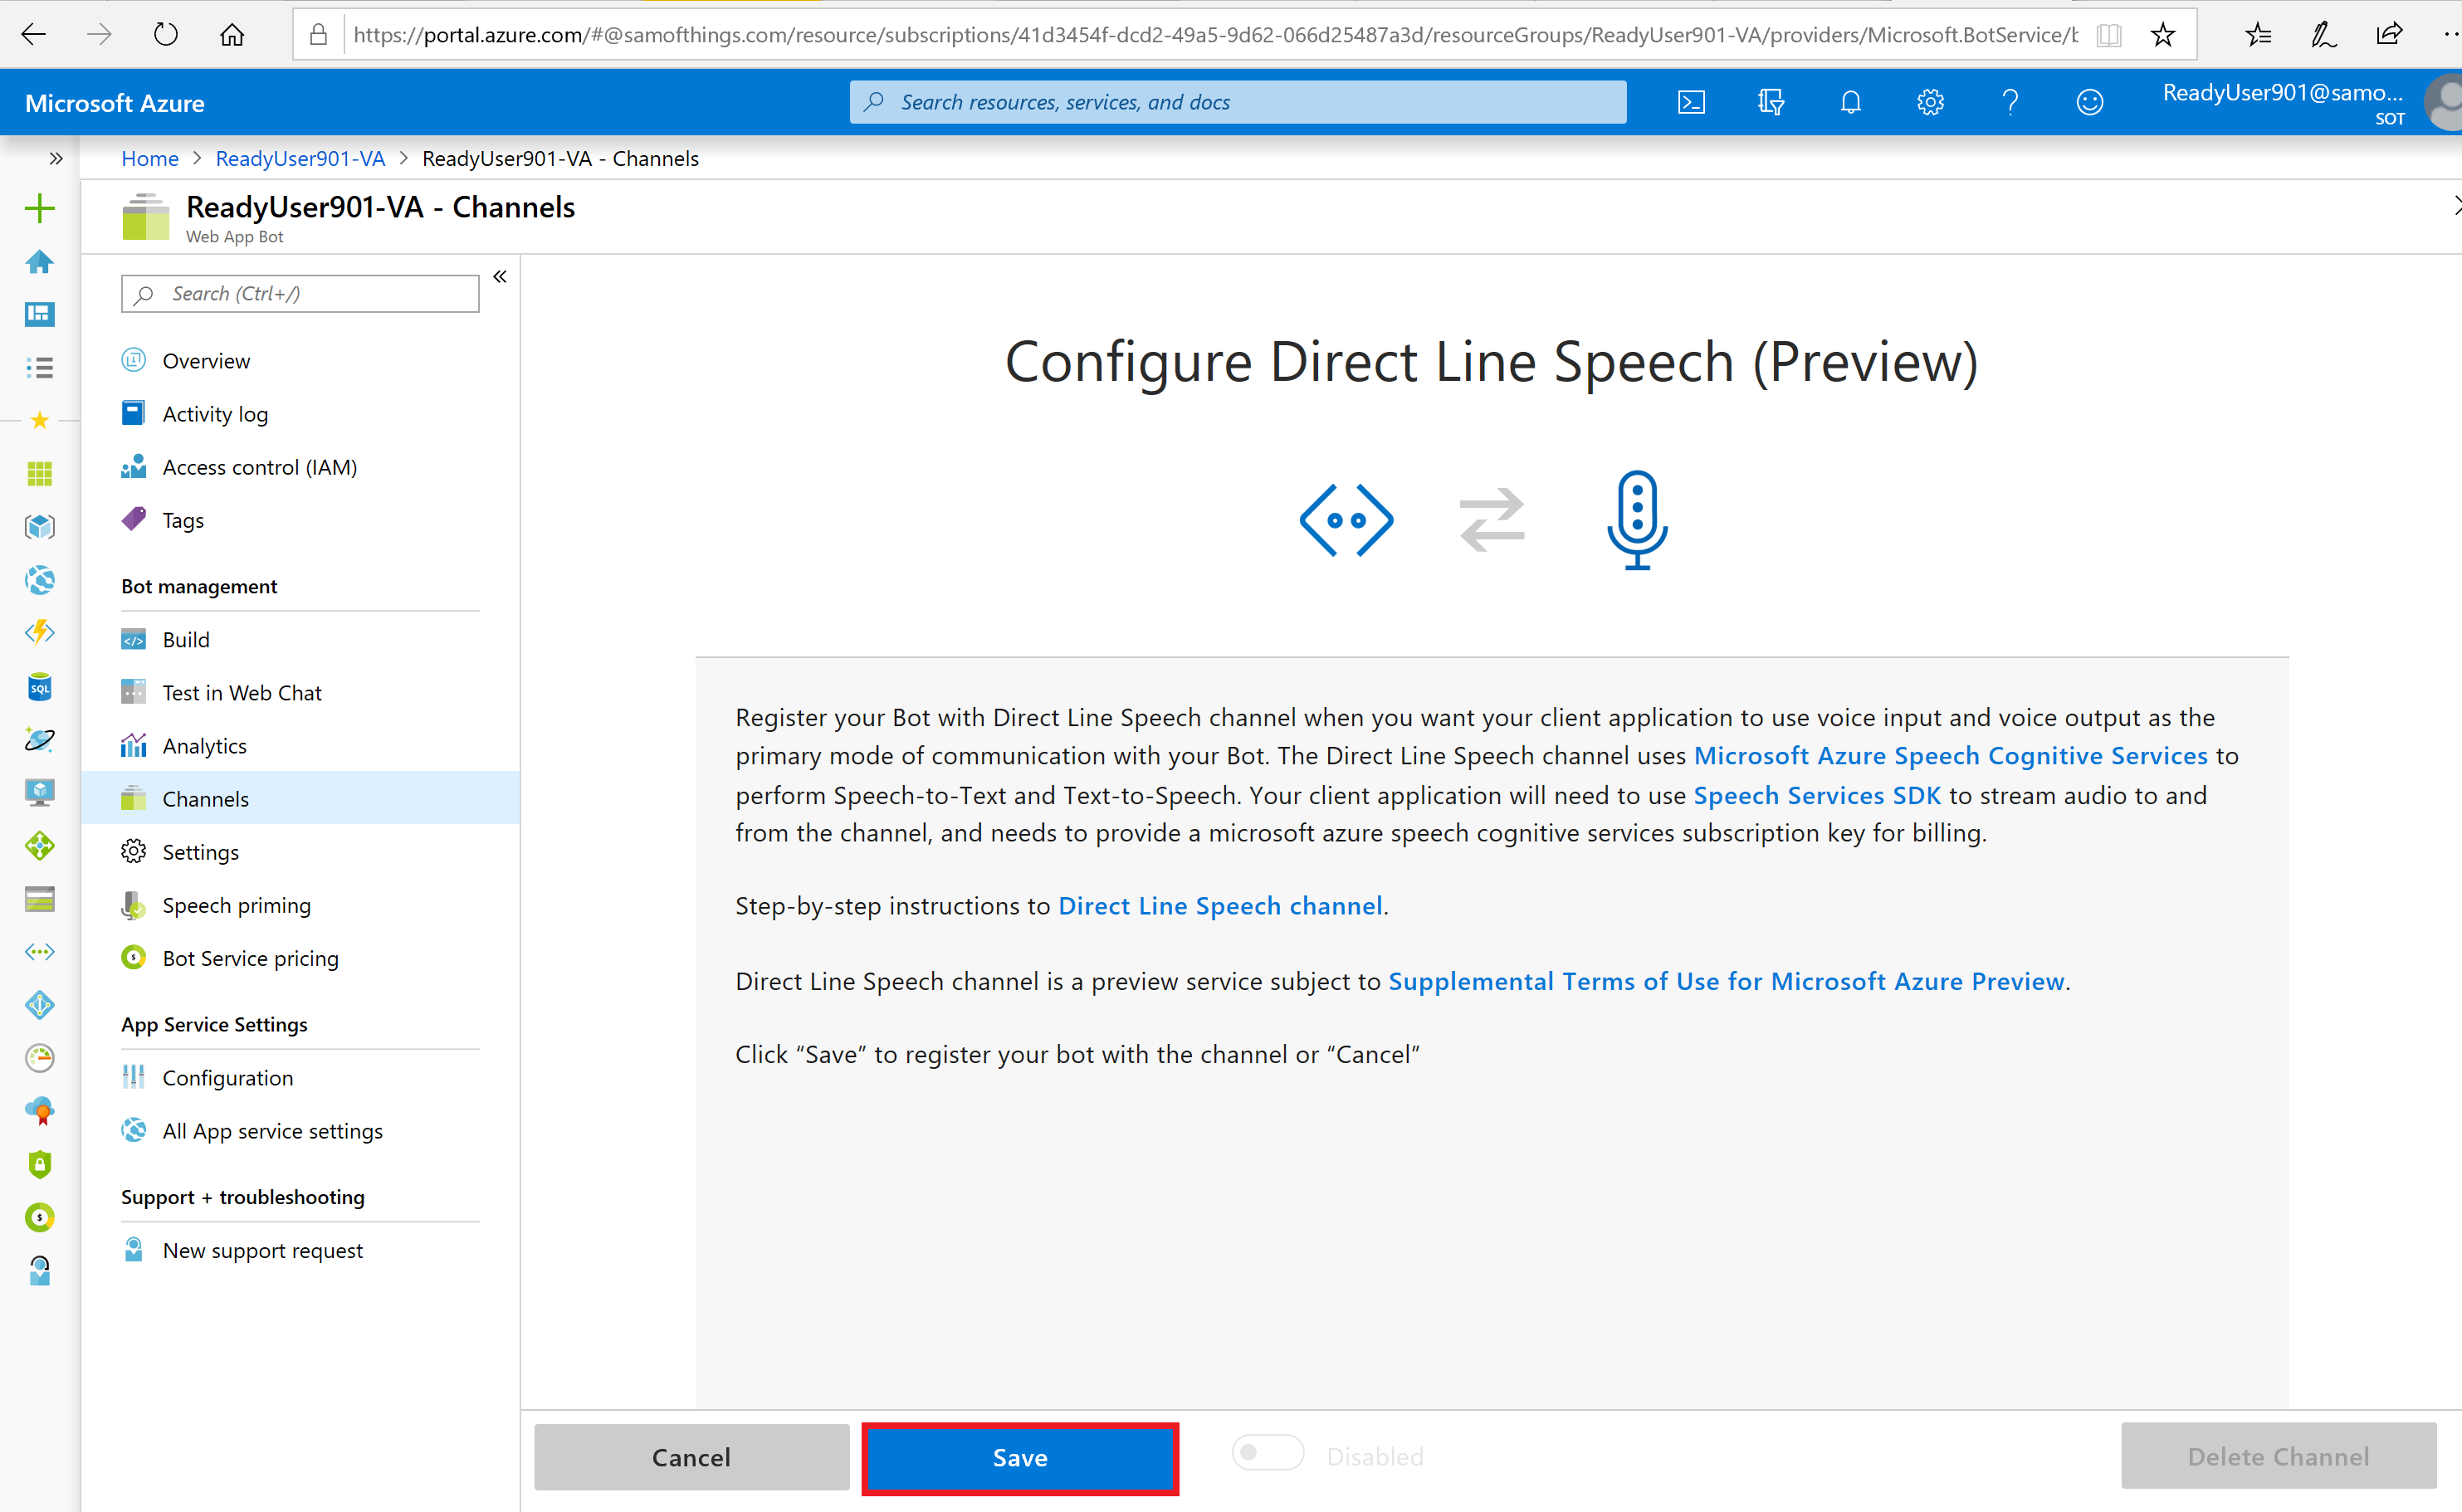 https://portal.azure.com/#@samofthings.com/resource/subscriptions/41d3454f-dcd2-49a5-9d62-066d25487a3d/resourceGroups/ReadyUser901-VA/providers/Microsoft.BotService/b
Microsoft Azure
Search resources, services, and docs
ReadyUser901@samo...
SOT
Home > ReadyUser901-VA > ReadyUser901-VA - Channels
ReadyUser901-VA - Channels
Web App Bot
Search (Ctrl+/)
Overview
Activity log
Access control (IAM)
Tags
Bot management
Build
Test in Web Chat
Analytics
Channels
Settings
Speech priming
Bot Service pricing
App Service Settings
Configuration
All App service settings
Support + troubleshooting
New support request
SQL
Configure Direct Line Speech (Preview)
Register your Bot with Direct Line Speech channel when you want your client application to use voice input and voice output as the
primary mode of communication with your Bot. The Direct Line Speech channel uses Microsoft Azure Speech Cognitive Services to
perform Speech-to-Text and Text-to-Speech. Your client application will need to use Speech Services SDK to stream audio to and
from the channel, and needs to provide a microsoft azure speech cognitive services subscription key for billing.
Step-by-step instructions to Direct Line Speech channel.
Direct Line Speech channel is a preview service subject to Supplemental Terms of Use for Microsoft Azure Preview.
Click “Save” to register your bot with the channel or “Cancel”
Cancel
Save
Disabled
Delete Channel